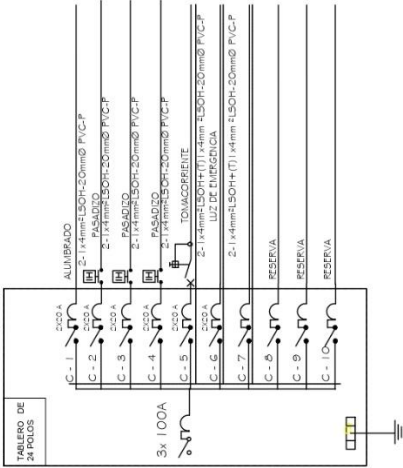 TABLERO DE
24 POLOS
3x 100A
C - 1
2X20 A
ALUMBRADO
2-1x4mm²LSOH-20mmØ PVC-P
C - 2
2X20 A
PASADIZO
2-1x4mm²LSOH-20mmØ PVC-P
C - 3
2X20 A
PASADIZO
2-1x4mm²LSOH-20mmØ PVC-P
C - 4
2X20 A
PASADIZO
2-1x4mm²LSOH-20mmØ PVC-P
C - 5
2X20 A
TOMACORRIENTE
2-1x4mm²LSOH+(T)1x4mm²LSOH-20mmØ PVC-P
C - 6
2X20 A
LUZ DE EMERGENCIA
2-1x4mm²LSOH+(T)1x4mm²LSOH-20mmØ PVC-P
C - 7
C - 8
RESERVA
C - 9
RESERVA
C - 10
RESERVA